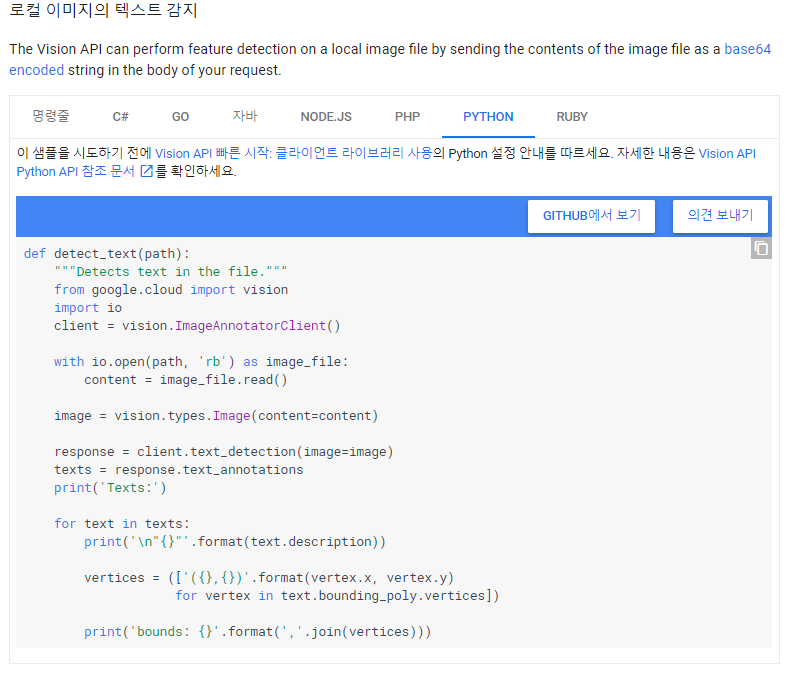 로컬 이미지의 텍스트 감지
The Vision API can perform feature detection on a local image file by sending the contents of the image file as a base64
encoded string in the body of your request.
명령줄 C# GO 자바 NODE.JS PHP PYTHON RUBY
이 샘플을 시도하기 전에 Vision API 빠른 시작: 클라이언트 라이브러리 사용의 Python 설정 안내를 따르세요. 자세한 내용은 Vision API
Python API 참조 문서 를 확인하세요.
GITHUB에서 보기 의견 보내기
def detect_text(path):
    """Detects text in the file."""
    from google.cloud import vision
    import io
    client = vision.ImageAnnotatorClient()
    with io.open(path, 'rb') as image_file:
        content = image_file.read()
    image = vision.types.Image(content=content)
    response = client.text_detection(image=image)
    texts = response.text_annotations
    print('Texts:')
    for text in texts:
        print('\n"{}"'.format(text.description))
        vertices = (['({},{})'.format(vertex.x, vertex.y)
                    for vertex in text.bounding_poly.vertices])
        print('bounds: {}'.format(','.join(vertices)))